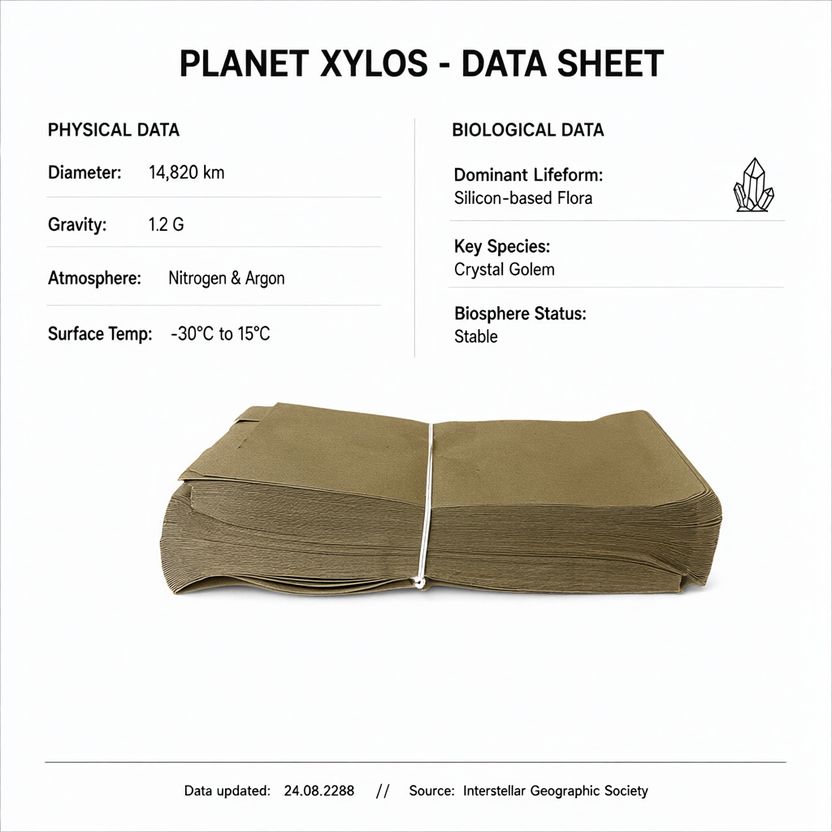 PLANET XYLOS - DATA SHEET
PHYSICAL DATA
Diameter: 14,820 km
Gravity: 1.2 G
Atmosphere: Nitrogen & Argon
Surface Temp: -30°C to 15°C
BIOLOGICAL DATA
Dominant Lifeform:
Silicon-based Flora
Key Species:
Crystal Golem
Biosphere Status:
Stable
Data updated: 24.08.2288 // Source: Interstellar Geographic Society